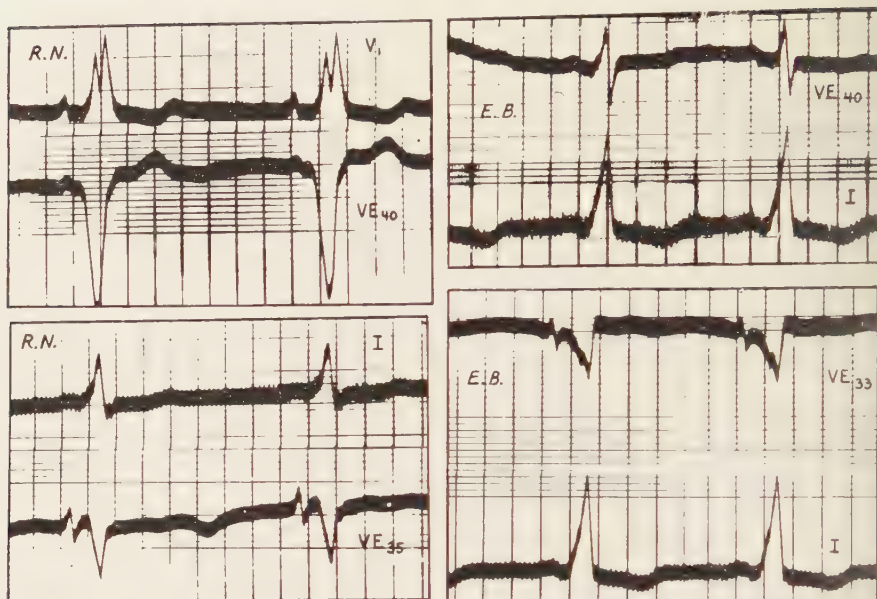 R.N.
V₁
VE₄₀
R.N.
I
VE₃₅
E.B.
VE₄₀
I
E.B.
VE₃₃
I